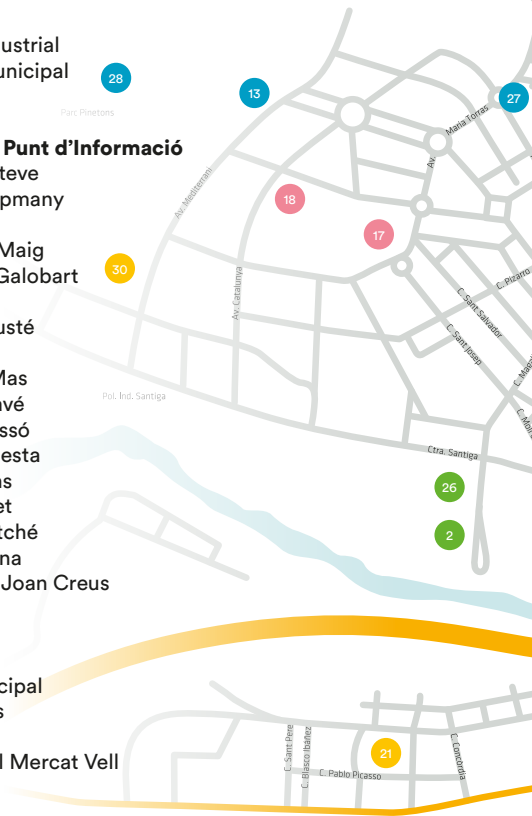 ustrial
unicipal
Punt d'Informació
teve
pmany
Maig
Galobart
usté
Mas
avé
ssó
esta
as
et
tché
na
Joan Creus
cipal
s
l Mercat Vell
28
13
27
Parc Pinetons
Av.
Maria Torras
Av. Mediterrani
18
17
30
Av. Catalunya
C. Pizarro
C. Sant Salvador
C. Sant Josep
C. Maga
C. Moli
Pol. Ind. Santiga
Ctra. Santiga
26
2
C. Sant Pere
C. Blasco Ibáñez
21
C. Pablo Picasso
C. Concòrdia